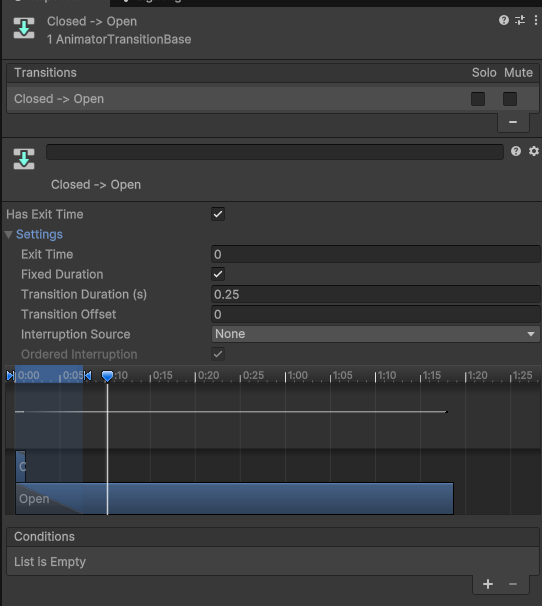 Closed -> Open
1 AnimatorTransitionBase
Transitions Solo Mute
Closed -> Open
Closed -> Open
Has Exit Time
Settings
Exit Time 0
Fixed Duration
Transition Duration (s) 0.25
Transition Offset 0
Interruption Source None
Ordered Interruption
0:00 0:05 0:10 0:15 0:20 0:25 1:00 1:05 1:10 1:15 1:20 1:25
Open
Conditions
List is Empty